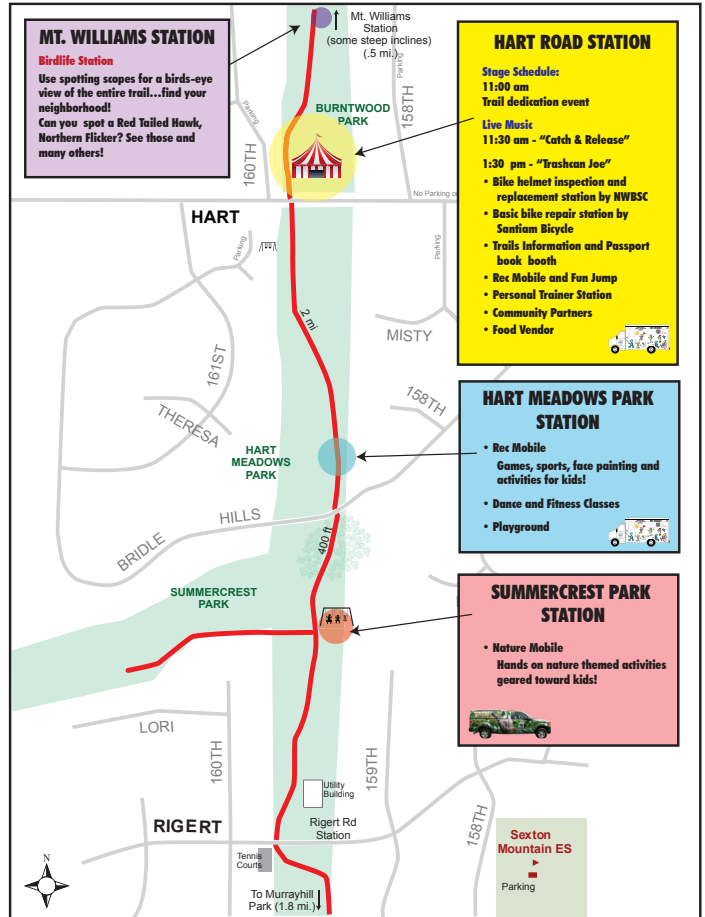 MT. WILLIAMS STATION
Birdlife Station
Use spotting scopes for a birds-eye
view of the entire trail...find your
neighborhood!
Can you spot a Red Tailed Hawk,
Northern Flicker? See those and
many others!
Mt. Williams
Station
(some steep inclines)
(.5 mi.)
Parking
158TH
BURNTWOOD
PARK
Parking
160TH
No Parking
HART
Parking
Parking
.2 mi
MISTY
161ST
THERESA
158TH
HART
MEADOWS
PARK
BRIDLE
HILLS
400 ft
SUMMERCREST
PARK
LORI
160TH
159TH
Utility
Building
RIGERT
Rigert Rd
Station
158TH
Tennis
Courts
N
To Murrayhill
Park (1.8 mi.)
Sexton
Mountain ES
Parking
HART ROAD STATION
Stage Schedule:
11:00 am
Trail dedication event
Live Music
11:30 am - “Catch & Release”
1:30 pm - “Trashcan Joe”
• Bike helmet inspection and
replacement station by NWBSC
• Basic bike repair station by
Santiam Bicycle
• Trails Information and Passport
book booth
• Rec Mobile and Fun Jump
• Personal Trainer Station
• Community Partners
• Food Vendor
HART MEADOWS PARK
STATION
• Rec Mobile
Games, sports, face painting and
activities for kids!
• Dance and Fitness Classes
• Playground
SUMMERCREST PARK
STATION
• Nature Mobile
Hands on nature themed activities
geared toward kids!